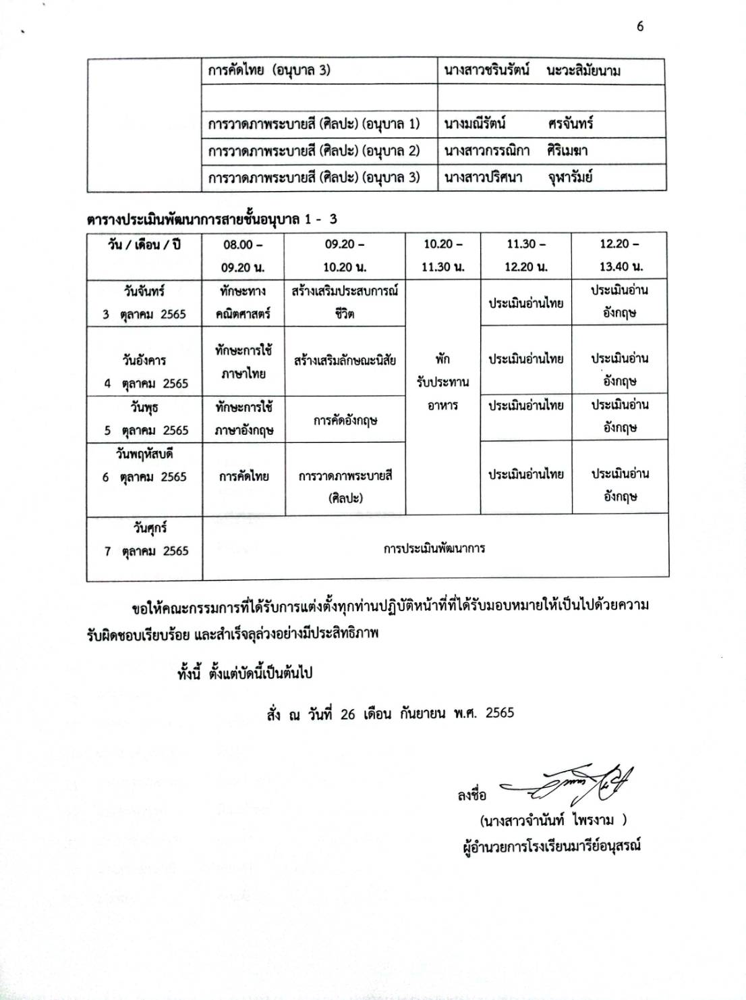 6
การคัดไทย (อนุบาล 3) นางสาวชรินรัตน์ นะวะสิมัยนาม
การวาดภาพระบายสี (ศิลปะ) (อนุบาล 1) นางมณีรัตน์ ศรจันทร์
การวาดภาพระบายสี (ศิลปะ) (อนุบาล 2) นางสาวกรรณิกา ศิริเมฆา
การวาดภาพระบายสี (ศิลปะ) (อนุบาล 3) นางสาวปริศนา จุฬารัมย์
ตารางประเมินพัฒนาการสายชั้นอนุบาล 1 - 3
วัน / เดือน / ปี 08.00 – 09.20 – 10.20 – 11.30 – 12.20 –
09.20 น. 10.20 น. 11.30 น. 12.20 น. 13.40 น.
วันจันทร์ ทักษะทาง สร้างเสริมประสบการณ์ ประเมินอ่านไทย ประเมินอ่าน
3 ตุลาคม 2565 คณิตศาสตร์ ชีวิต อังกฤษ
วันอังคาร ทักษะการใช้ สร้างเสริมลักษณะนิสัย พัก ประเมินอ่านไทย ประเมินอ่าน
4 ตุลาคม 2565 ภาษาไทย รับประทาน อังกฤษ
วันพุธ ทักษะการใช้ การคัดอังกฤษ อาหาร ประเมินอ่านไทย ประเมินอ่าน
5 ตุลาคม 2565 ภาษาอังกฤษ อังกฤษ
วันพฤหัสบดี
6 ตุลาคม 2565 การคัดไทย การวาดภาพระบายสี ประเมินอ่านไทย ประเมินอ่าน
(ศิลปะ) อังกฤษ
วันศุกร์
7 ตุลาคม 2565 การประเมินพัฒนาการ
ขอให้คณะกรรมการที่ได้รับการแต่งตั้งทุกท่านปฏิบัติหน้าที่ที่ได้รับมอบหมายให้เป็นไปด้วยความ
รับผิดชอบเรียบร้อย และสำเร็จลุล่วงอย่างมีประสิทธิภาพ
ทั้งนี้ ตั้งแต่บัดนี้เป็นต้นไป
สั่ง ณ วันที่ 26 เดือน กันยายน พ.ศ. 2565
ลงชื่อ
(นางสาวจำนันท์ ไพรงาม )
ผู้อำนวยการโรงเรียนมารีย์อนุสรณ์